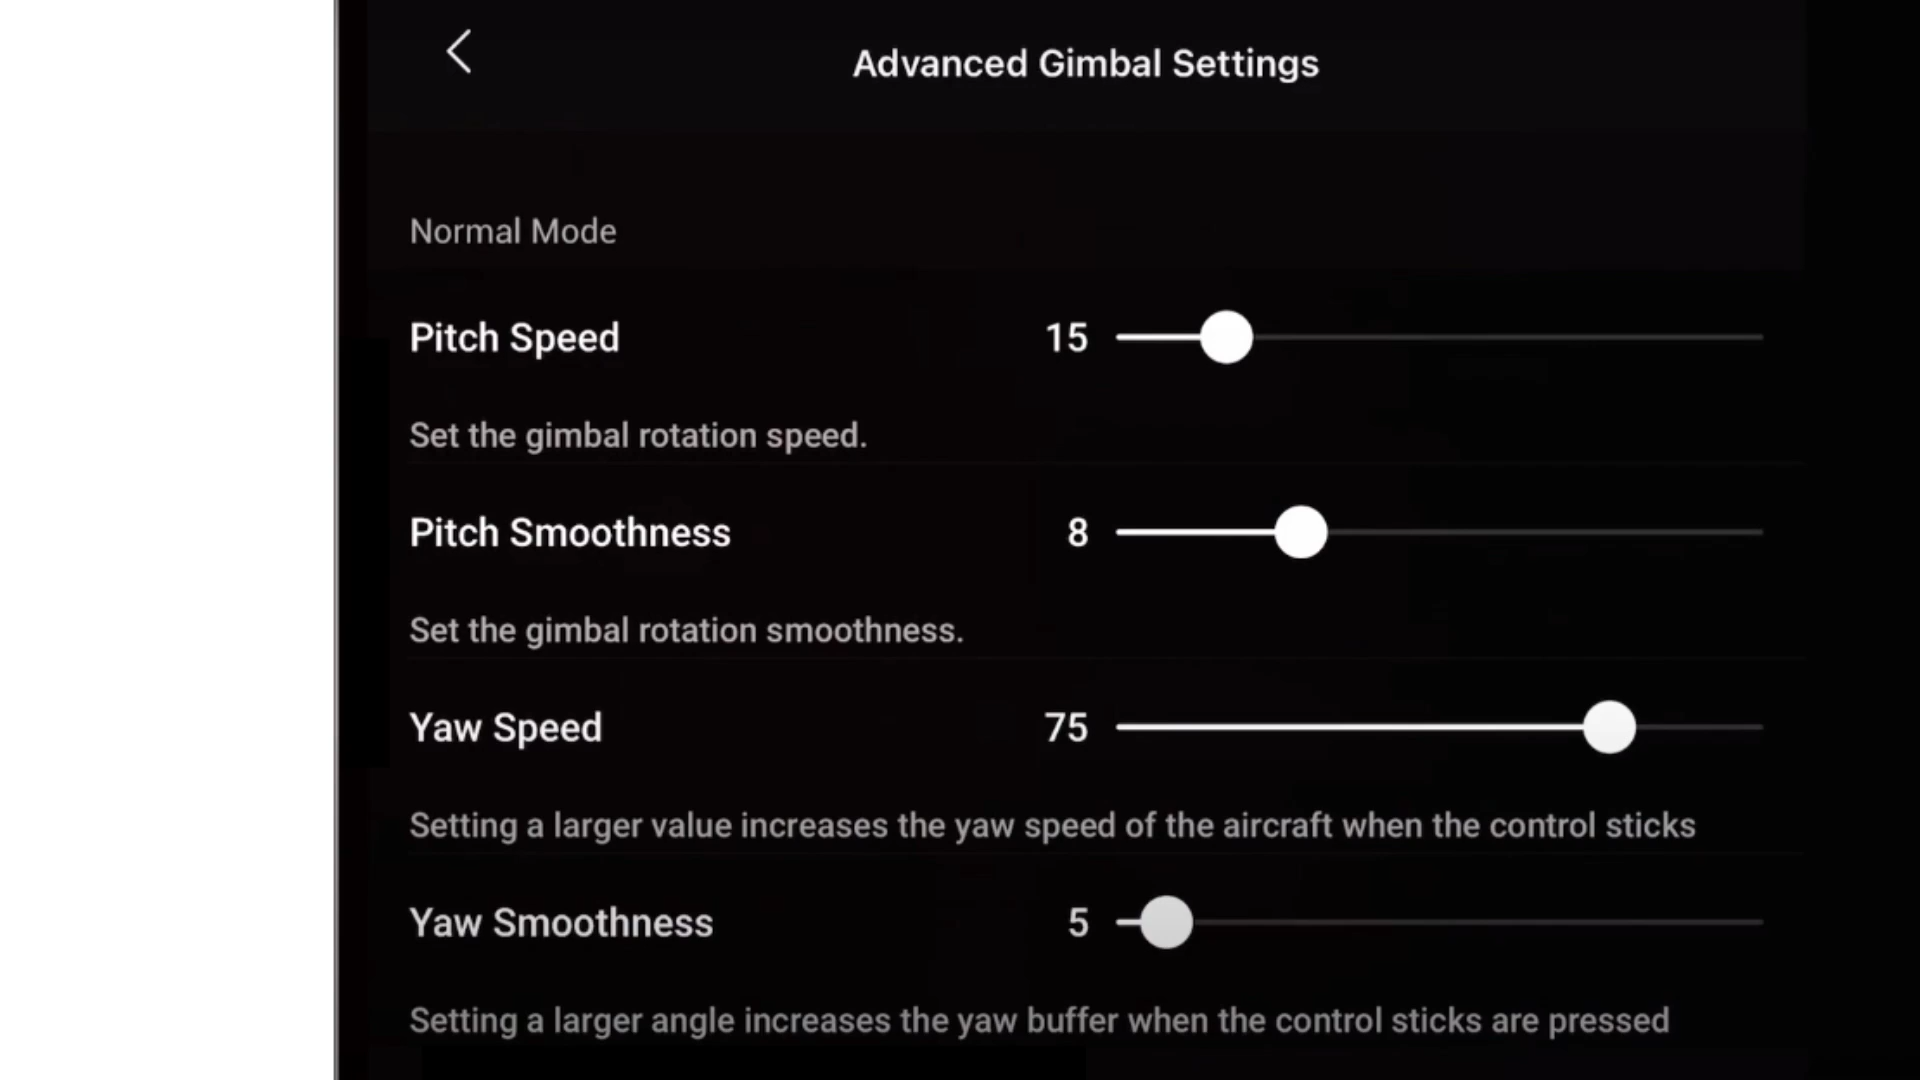 Advanced Gimbal Settings
Normal Mode
Pitch Speed 15
Set the gimbal rotation speed.
Pitch Smoothness 8
Set the gimbal rotation smoothness.
Yaw Speed 75
Setting a larger value increases the yaw speed of the aircraft when the control sticks
Yaw Smoothness 5
Setting a larger angle increases the yaw buffer when the control sticks are pressed